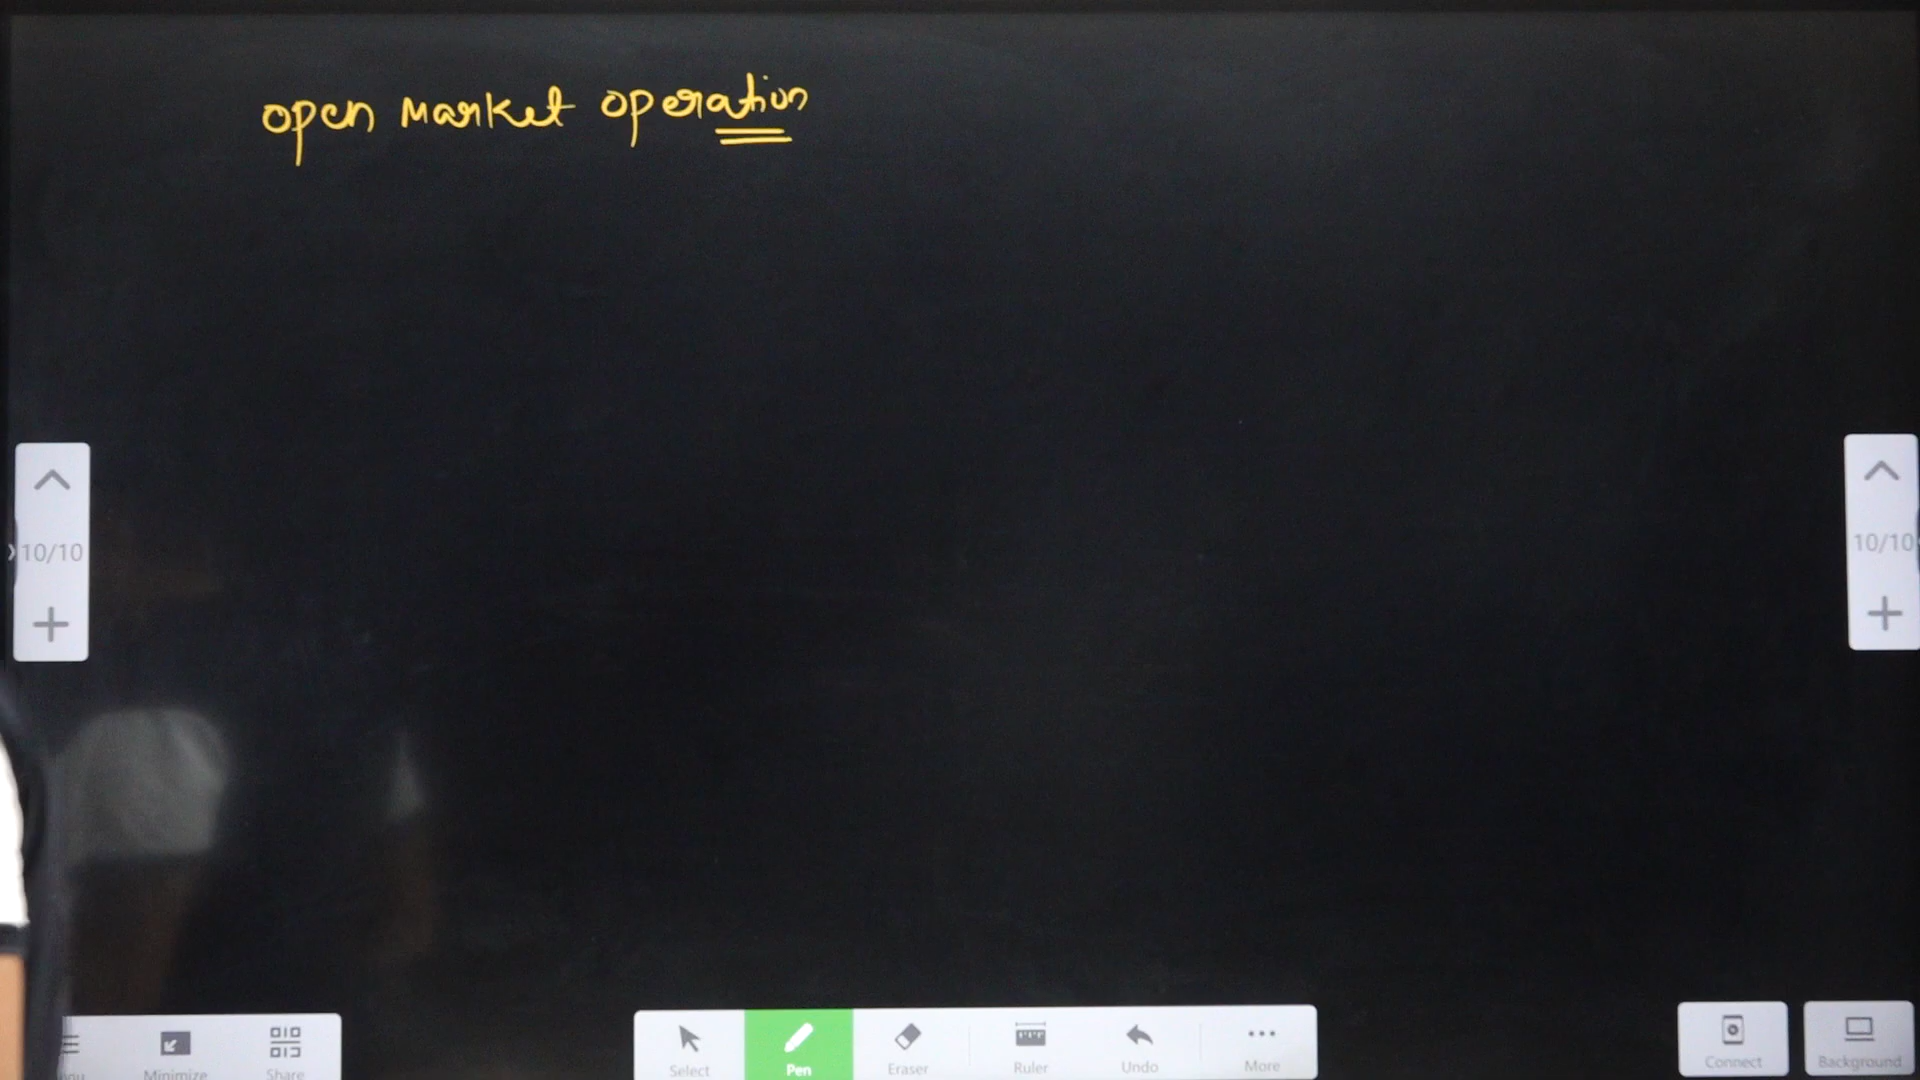 open market operation
10/10
10/10
Minimize
Share
Select
Pen
Eraser
Ruler
Undo
More
Connect
Background